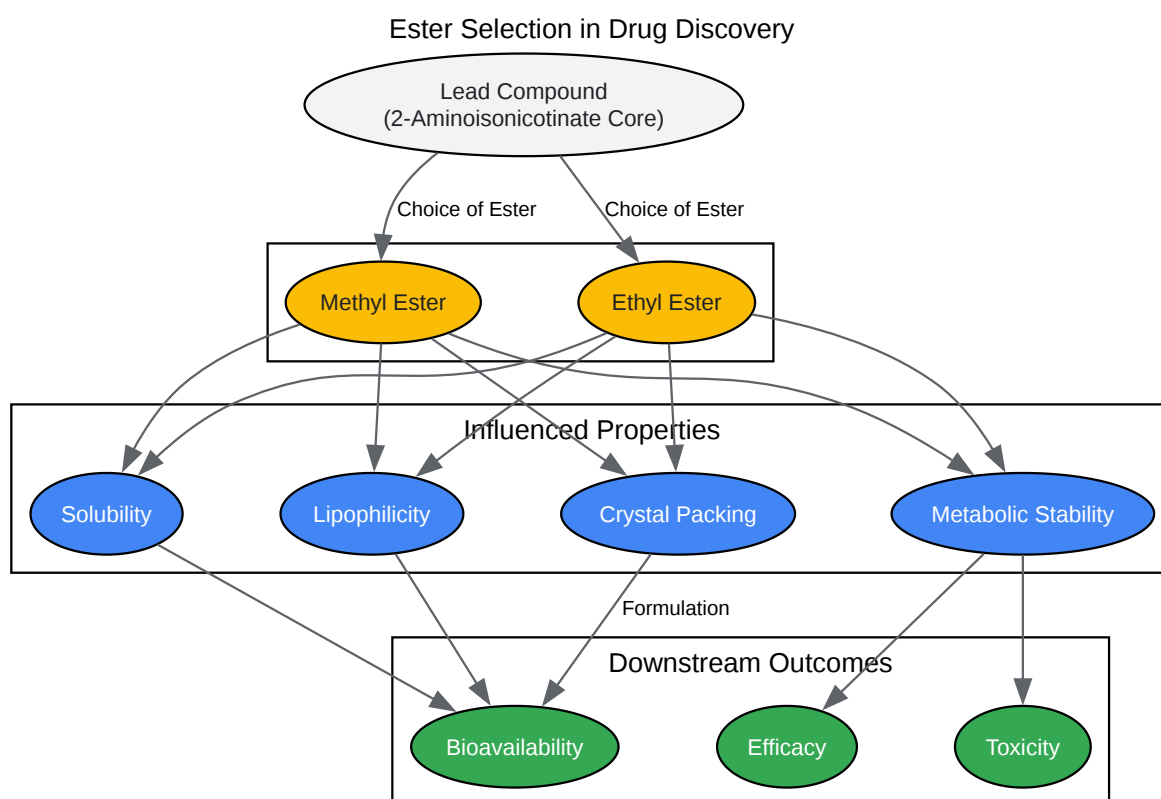 Ester Selection in Drug Discovery
Lead Compound
(2-Aminoisonicotinate Core)
Choice of Ester
Choice of Ester
Methyl Ester
Ethyl Ester
Influenced Properties
Solubility
Lipophilicity
Crystal Packing
Metabolic Stability
Formulation
Downstream Outcomes
Bioavailability
Efficacy
Toxicity